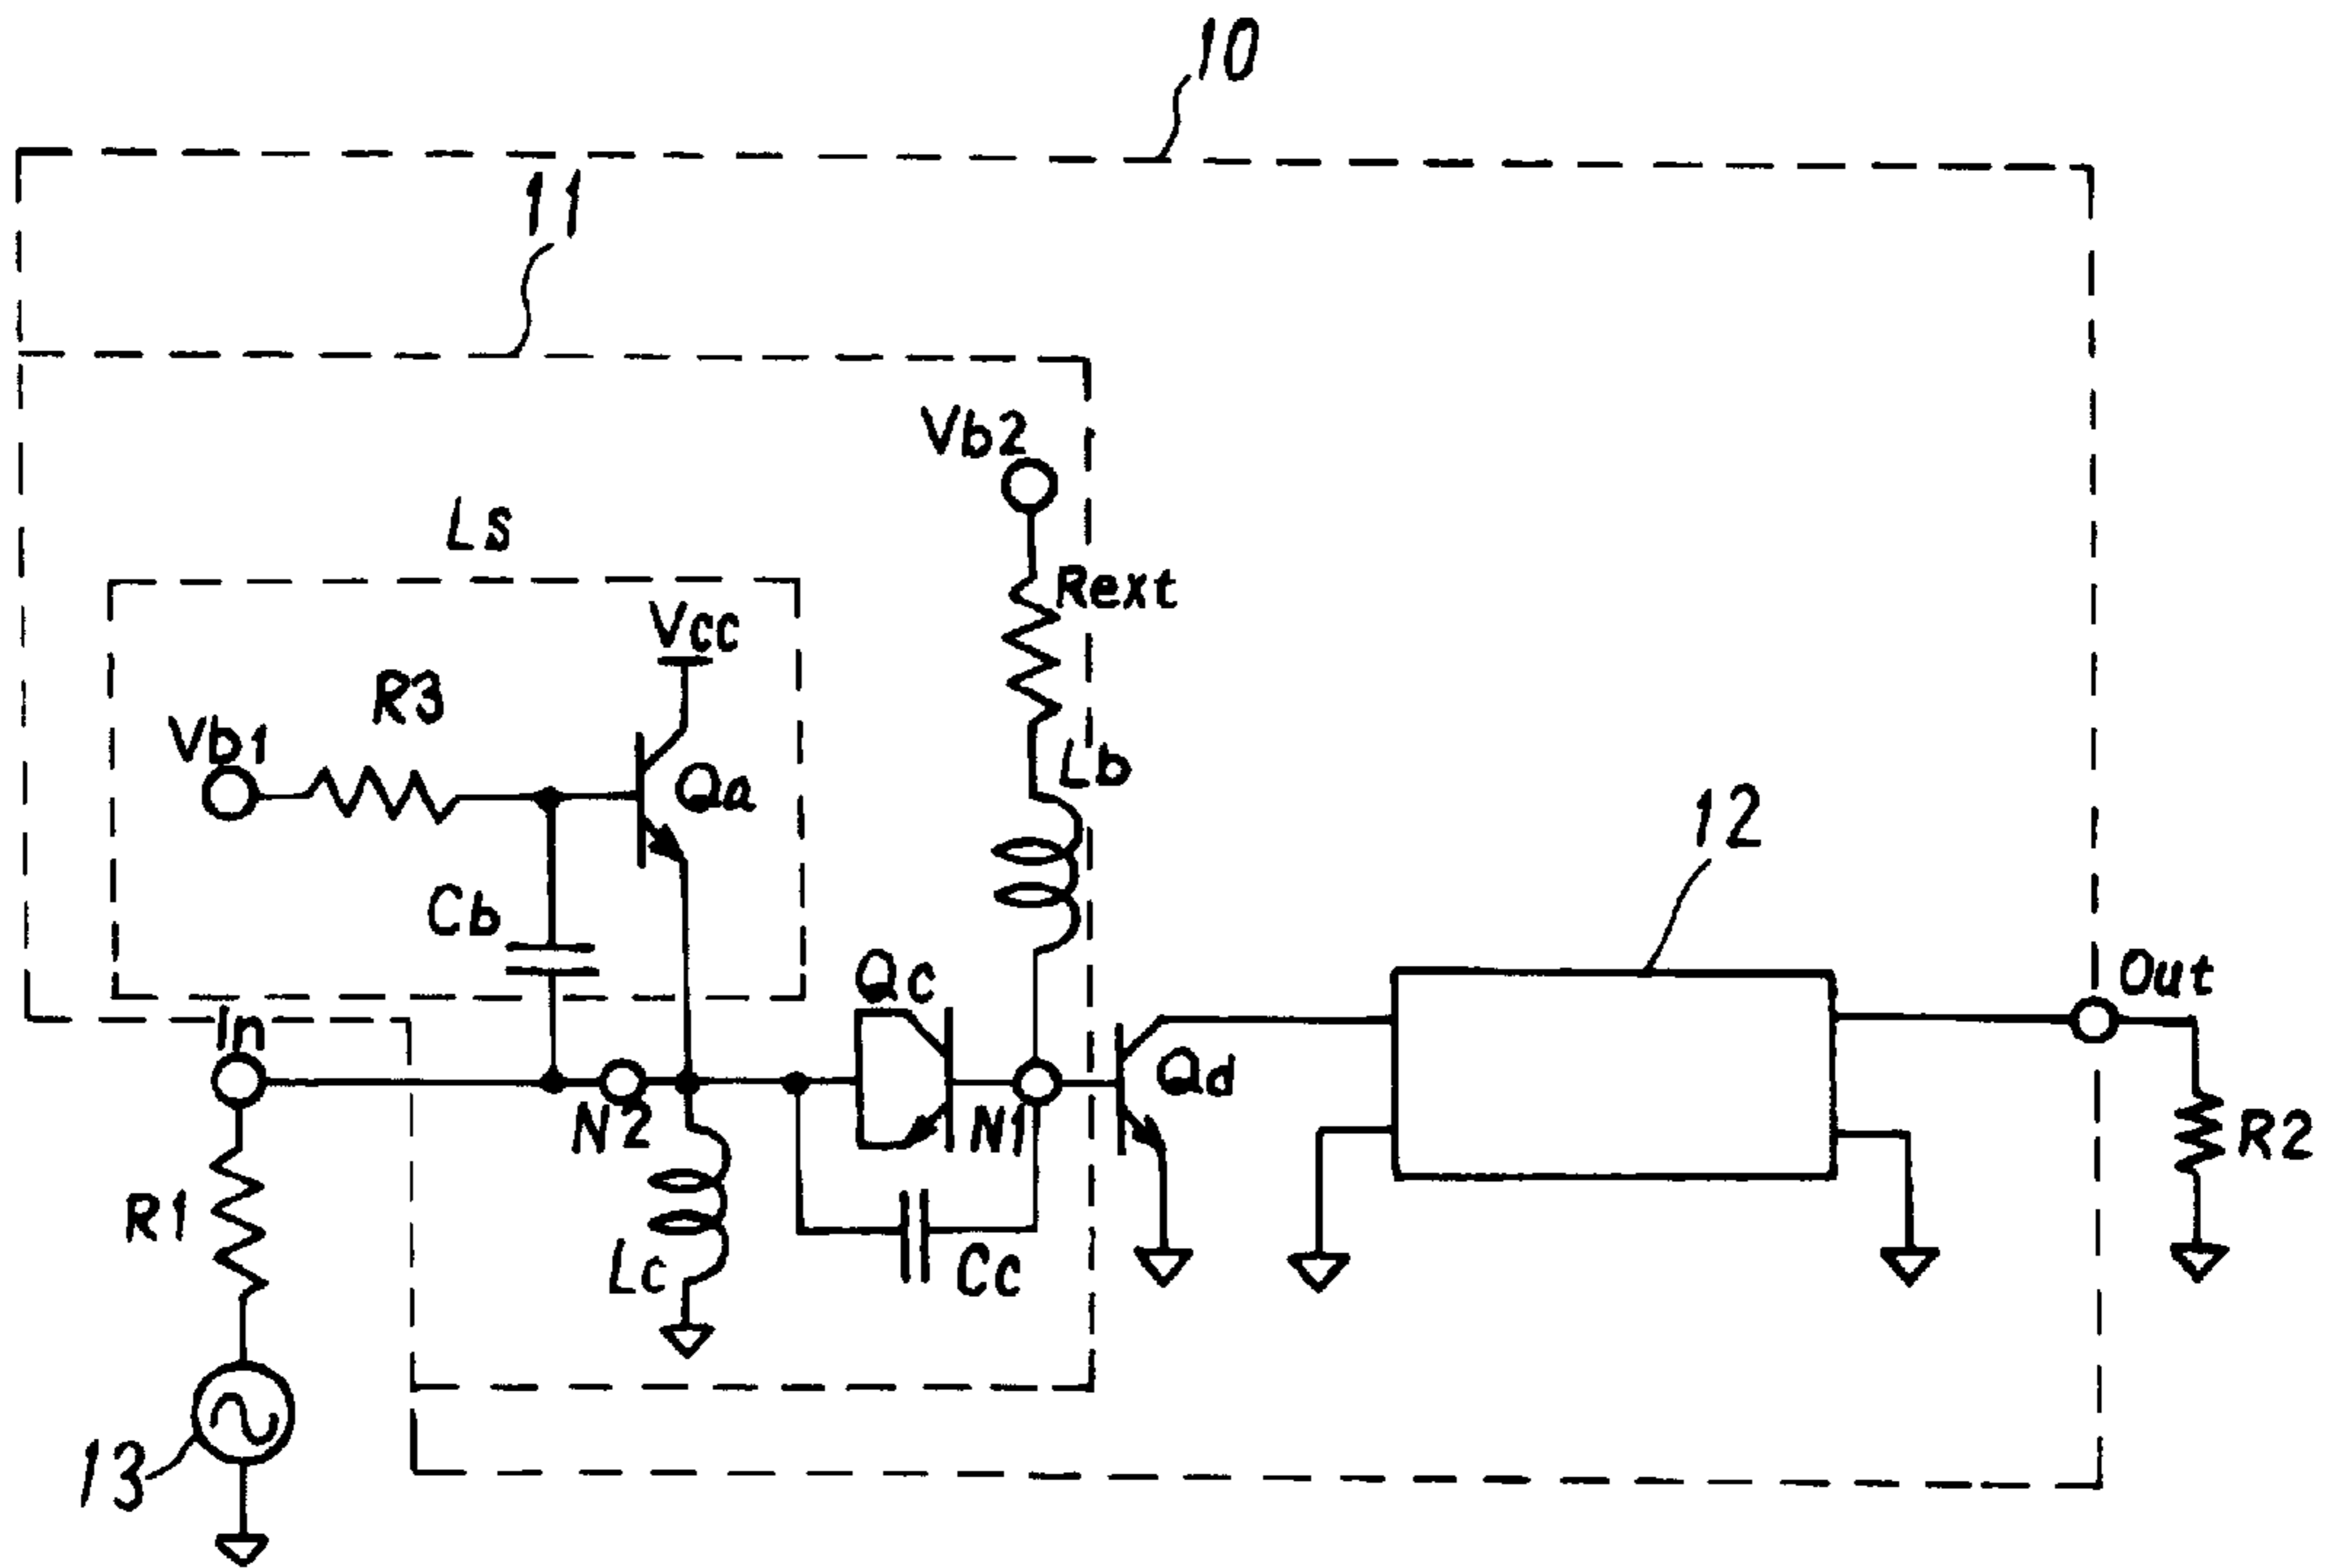 10
11
Vb2
Ls
Rext
Vcc
R3
Vb1
Qa
Lb
12
Cb
Qc
Out
In
Qd
N2
N1
R2
R1
Lc
Cc
13